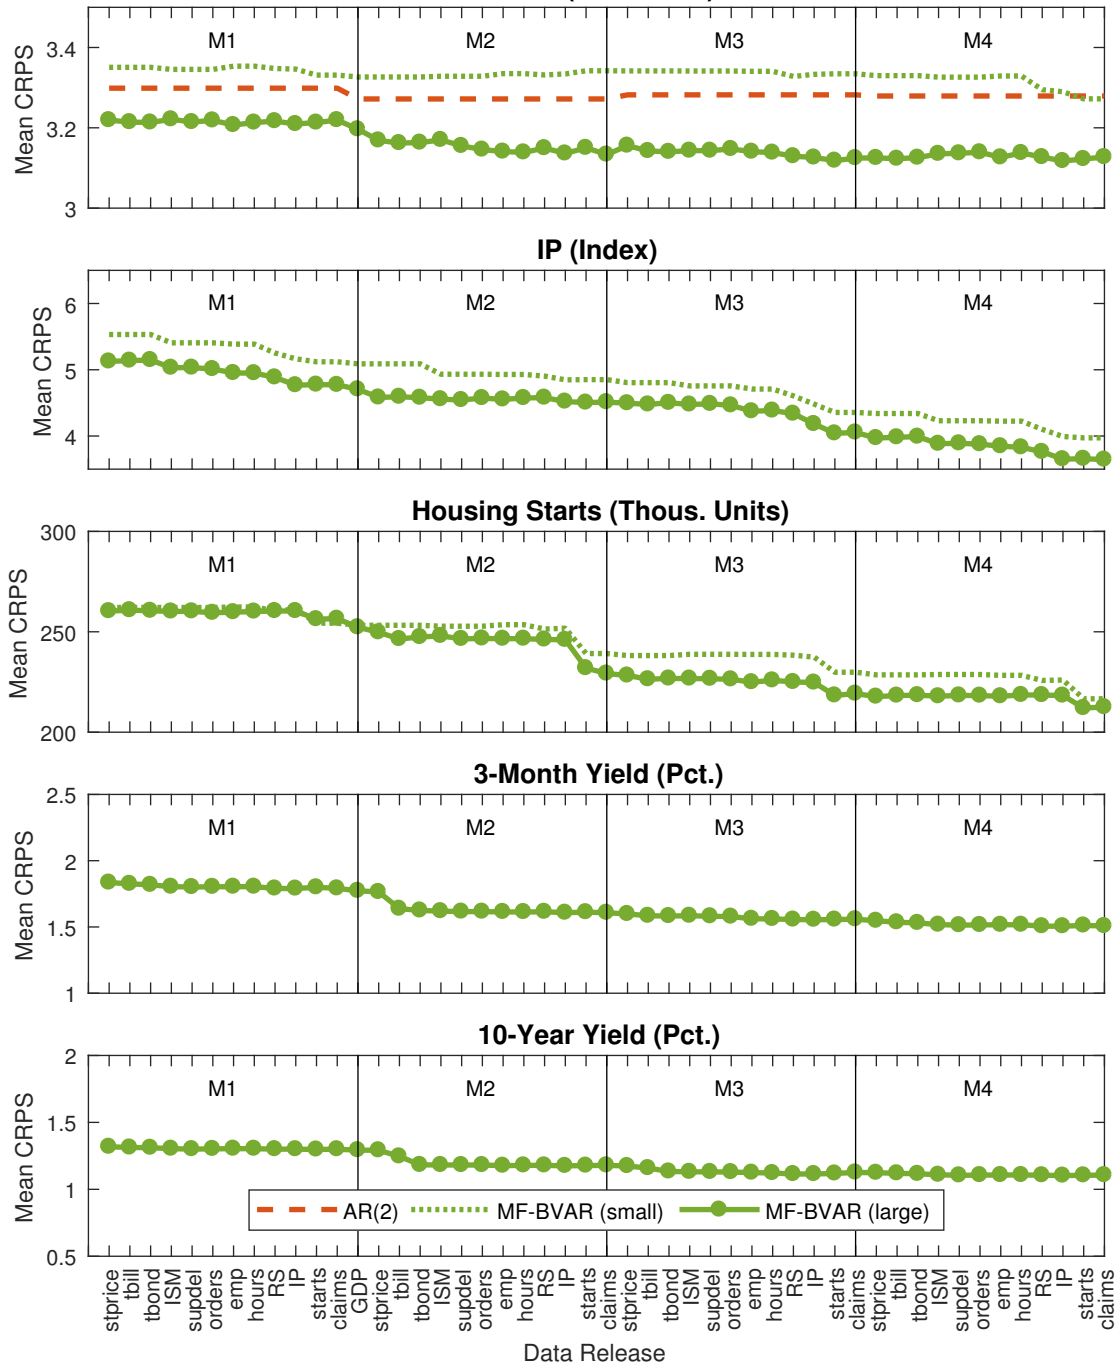 3.4
3.2
3
Mean CRPS
M1
M2
M3
M4
IP (Index)
6
5
4
Mean CRPS
M1
M2
M3
M4
Housing Starts (Thous. Units)
300
250
200
Mean CRPS
M1
M2
M3
M4
3-Month Yield (Pct.)
2.5
2
1.5
1
Mean CRPS
M1
M2
M3
M4
10-Year Yield (Pct.)
2
1.5
1
0.5
Mean CRPS
M1
M2
M3
M4
AR(2)
MF-BVAR (small)
MF-BVAR (large)
stprice
tbill
tbond
ISM
supdel
orders
emp
hours
RS
IP
starts
claims
GDP
stprice
tbill
tbond
ISM
supdel
orders
emp
hours
RS
IP
starts
claims
stprice
tbill
tbond
ISM
supdel
orders
emp
hours
RS
IP
starts
claims
stprice
tbill
tbond
ISM
supdel
orders
emp
hours
RS
IP
starts
claims
Data Release